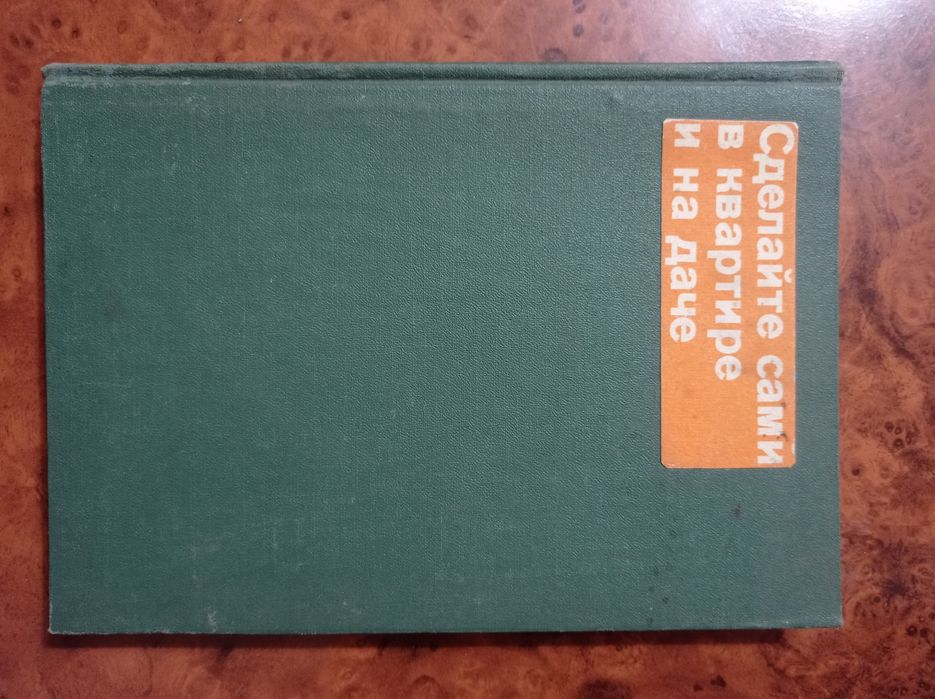 Сделайте сами
в квартире
и на даче